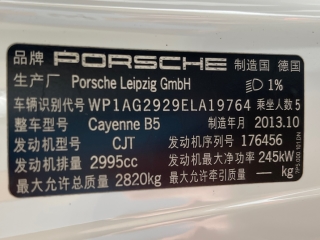 品牌 PORSCHE 制造国 德国
生产厂 Porsche Leipzig GmbH 1%
车辆识别代号 WP1AG2929ELA19764 乘坐人数 5
整车型号 Cayenne B5 制造年月 2013.10
发动机型号 CJT 发动机序列号 176456
发动机排量 2995cc 发动机最大净功率 245kW
最大允许总质量 2820kg 最大允许牵引质量 — kg